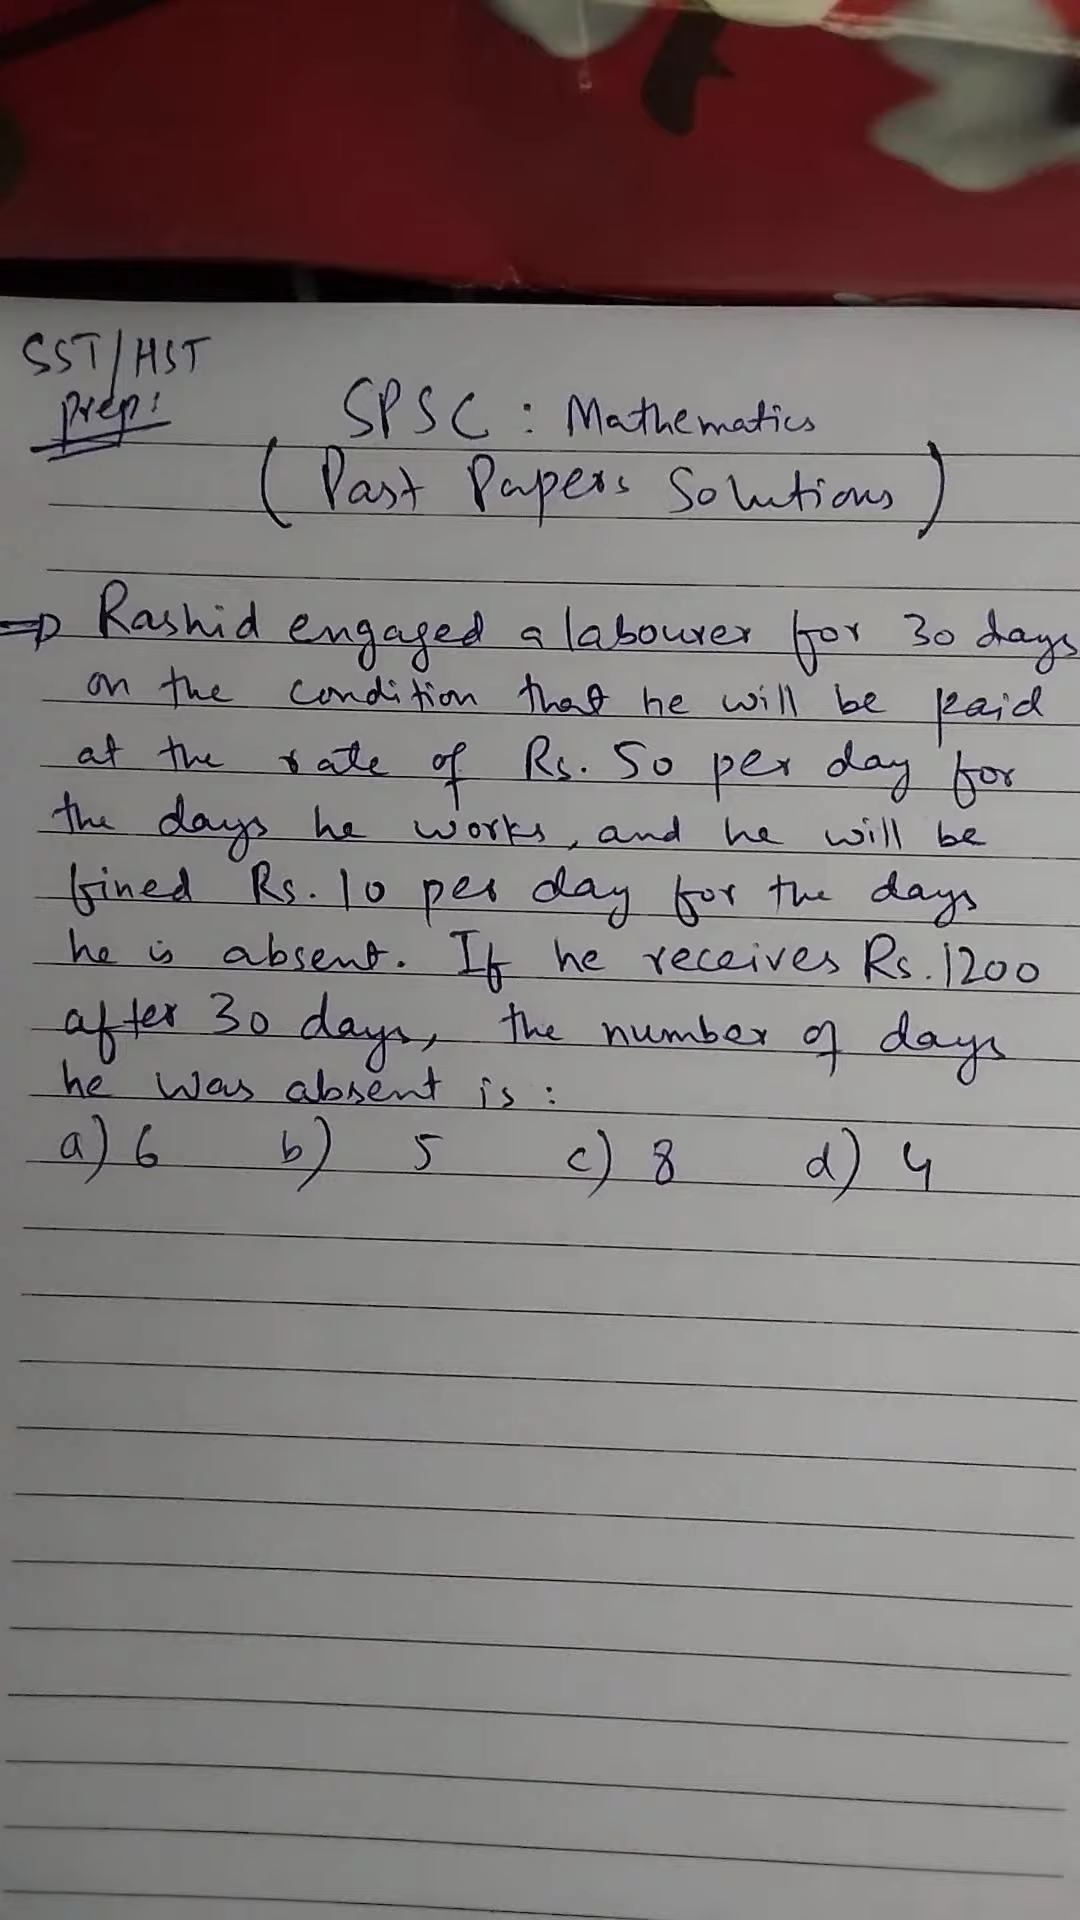 SST/HST
Prep:
SPSC : Mathematics
( Past Papers Solutions )
⇒ Rashid engaged a labourer for 30 days
on the condition that he will be paid
at the rate of Rs. 50 per day for
the days he works, and he will be
fined Rs. 10 per day for the days
he is absent. If he receives Rs. 1200
after 30 days, the number of days
he was absent is :
a) 6 b) 5 c) 8 d) 4